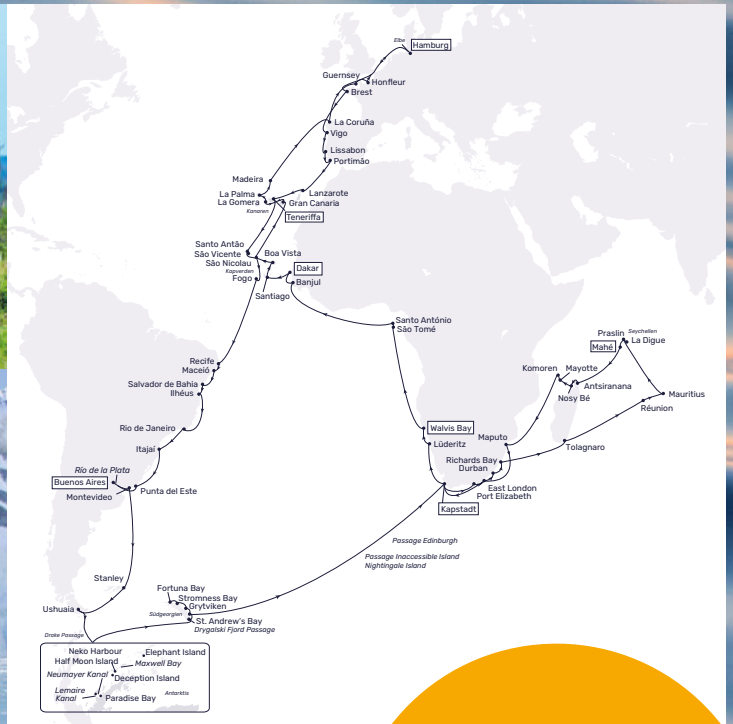 Elbe
Hamburg
Guernsey
Honfleur
Brest
La Coruña
Vigo
Lissabon
Portimão
Madeira
La Palma
La Gomera
Lanzarote
Gran Canaria
Kanaren
Teneriffa
Santo Antão
São Vicente
São Nicolau
Boa Vista
Kapverden
Fogo
Dakar
Banjul
Santiago
Santo António
São Tomé
Praslin
Seychellen
Mahé
La Digue
Recife
Maceió
Komoren
Mayotte
Salvador de Bahia
Ilhéus
Antsiranana
Nosy Bé
Mauritius
Réunion
Rio de Janeiro
Walvis Bay
Maputo
Lüderitz
Tolagnaro
Itajaí
Richards Bay
Durban
Río de la Plata
Buenos Aires
Montevideo
Punta del Este
East London
Port Elizabeth
Kapstadt
Passage Edinburgh
Passage Inaccessible Island
Nightingale Island
Stanley
Fortuna Bay
Stromness Bay
Grytviken
Ushuaia
Südgeorgien
St. Andrew's Bay
Drygalski Fjord Passage
Drake Passage
Neko Harbour
Elephant Island
Half Moon Island
Maxwell Bay
Neumayer Kanal
Deception Island
Lemaire
Kanal
Paradise Bay
Antarktis